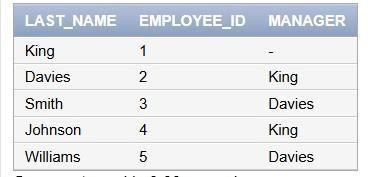 LAST_NAME EMPLOYEE_ID MANAGER
King 1 -
Davies 2 King
Smith 3 Davies
Johnson 4 King
Williams 5 Davies